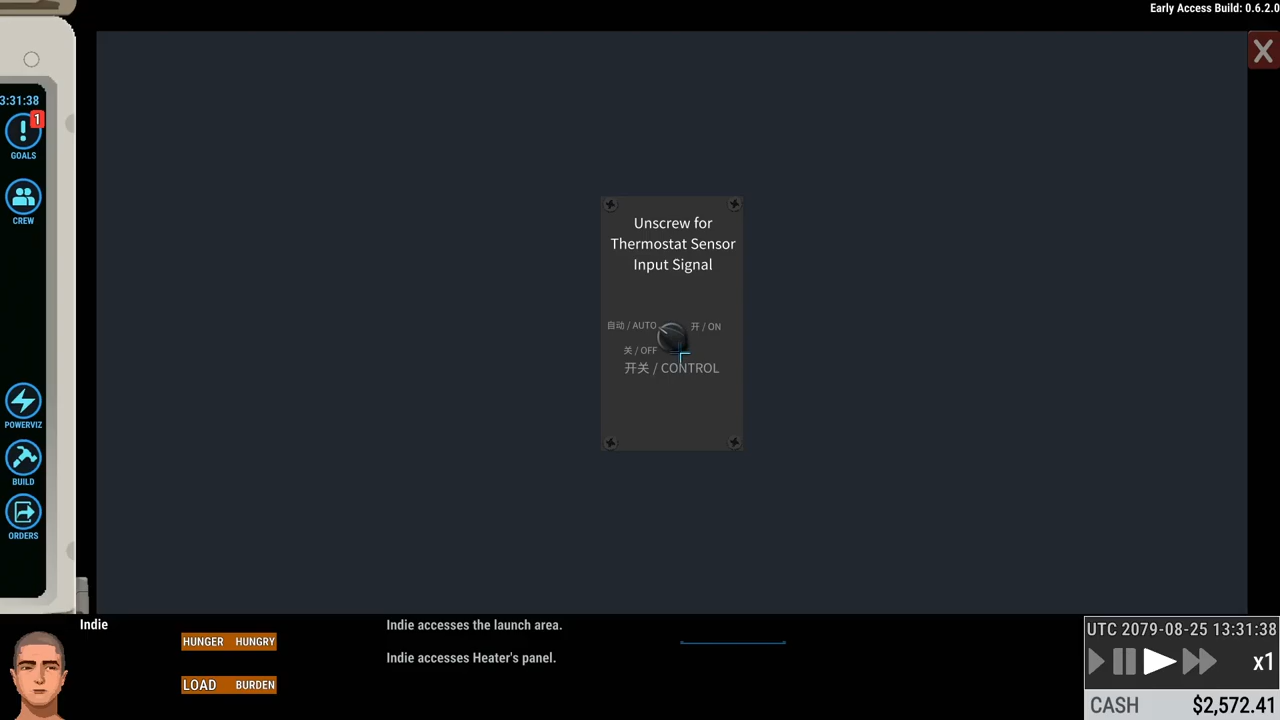 Early Access Build: 0.6.2.0
3:31:38
1
GOALS
CREW
POWERVIZ
BUILD
ORDERS
Unscrew for
Thermostat Sensor
Input Signal
自动 / AUTO
开 / ON
关 / OFF
开关 / CONTROL
Indie
HUNGER HUNGRY
LOAD BURDEN
Indie accesses the launch area.
Indie accesses Heater's panel.
UTC 2079-08-25 13:31:38
x1
CASH $2,572.41